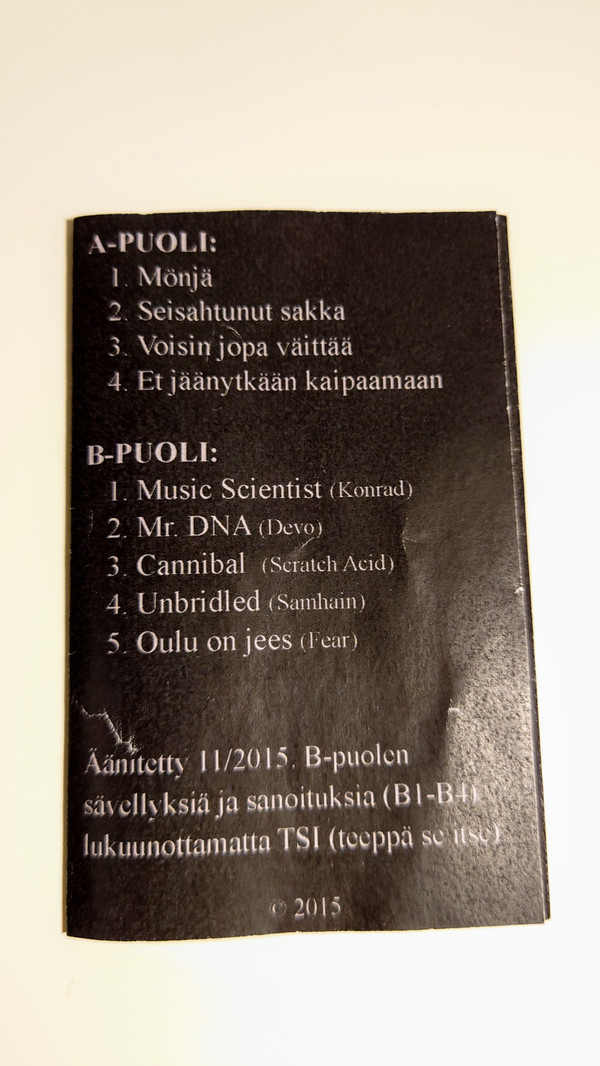 A-PUOLI:
1. Mönjä
2. Seisahtunut sakka
3. Voisin jopa väittää
4. Et jäänytkään kaipaamaan
B-PUOLI:
1. Music Scientist (Konrad)
2. Mr. DNA (Devo)
3. Cannibal (Scratch Acid)
4. Unbridled (Samhain)
5. Oulu on jees (Fear)
Äänitetty 11/2015. B-puolen
sävellyksiä ja sanoituksia (B1-B4)
lukuunottamatta TSI (teeppä se itse)
© 2015